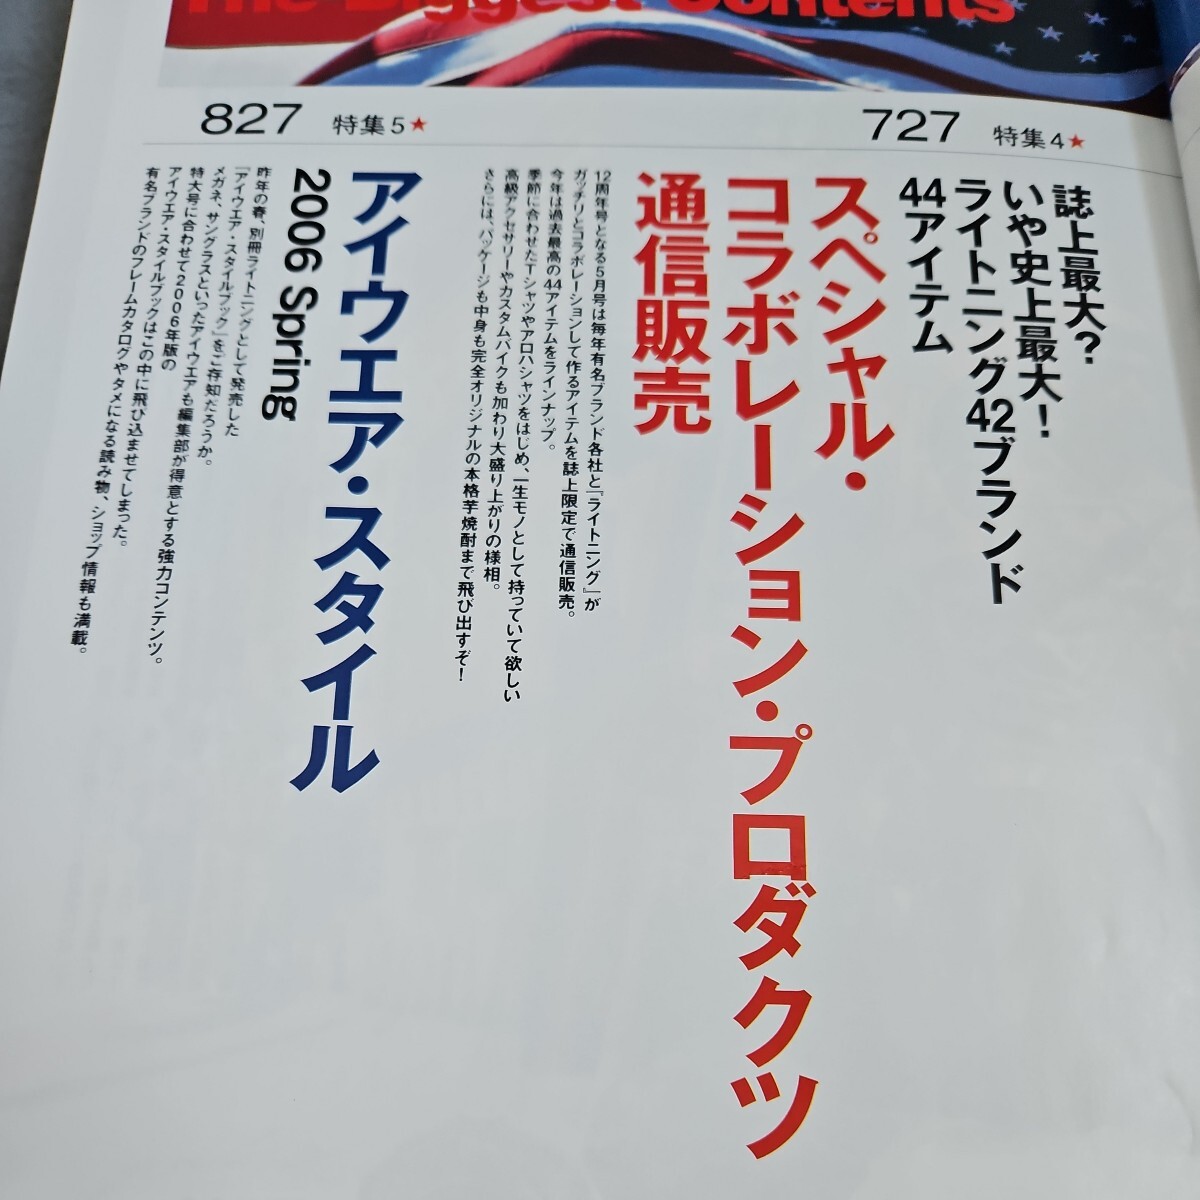 The Biggest Contents
727 特集4★
誌上最大？
いや史上最大！
ライトニング42ブランド
44アイテム
スペシャル・
コラボレーション・プロダクツ
通信販売
12周年号となる5月号は毎年有名ブランド各社と『ライトニング』が
ガッチリとコラボレーションして作るアイテムを誌上限定で通信販売。
今年は過去最高の44アイテムをラインナップ。
季節に合わせたTシャツやアロハシャツをはじめ、一生モノとして持っていて欲しい
高級アクセサリーやカスタムバイクも加わり大盛り上がりの様相。
さらには、パッケージも中身も完全オリジナルの本格芋焼酎まで飛び出すぞ！
827 特集5★
アイウエア・スタイル
2006 Spring
昨年の春、別冊ライトニングとして発売した
『アイウエア・スタイルブック』をご存知だろうか。
メガネ、サングラスといったアイウエアも編集部が得意とする強力コンテンツ。
特大号に合わせて2006年版の
アイウエア・スタイルブックはこの中に飛び込ませてしまった。
有名ブランドのフレームカタログやタメになる読み物、ショップ情報も満載。